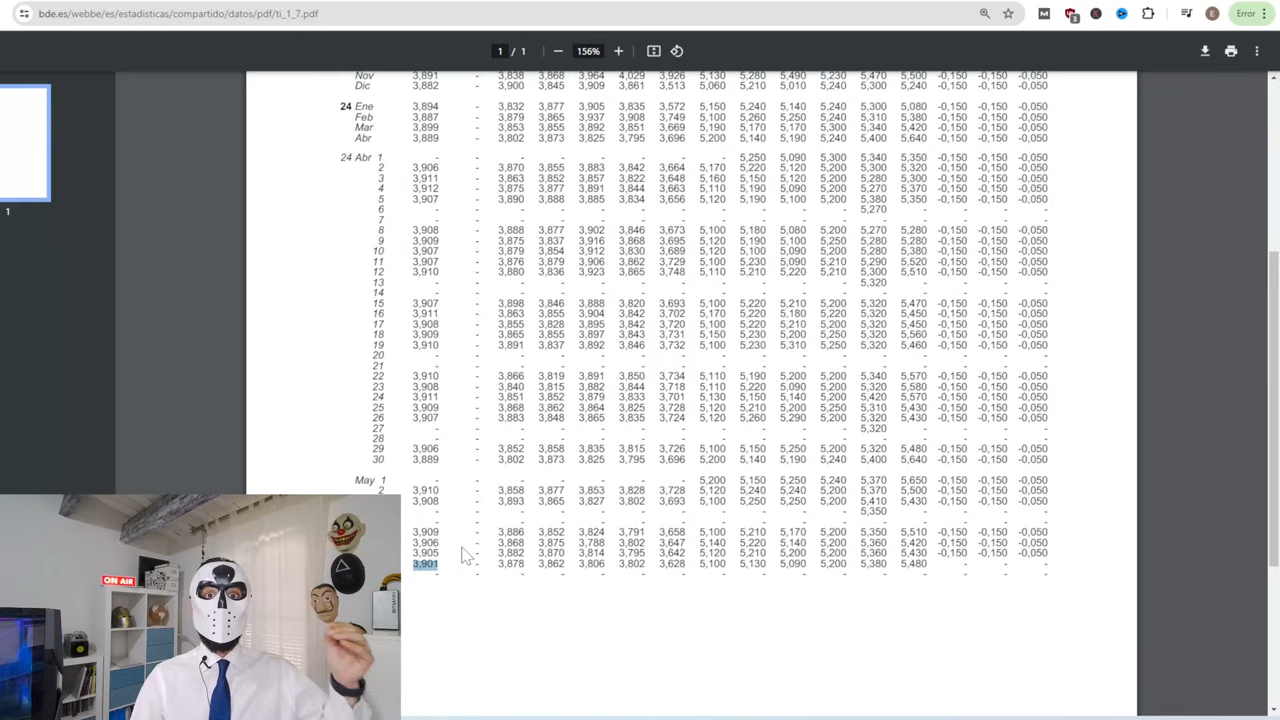 bde.es/webbe/es/estadisticas/compartido/datos/pdf/ti_1_7.pdf
3
E
Error
1 / 1
156%
1
Nov 3,891 - 3,838 3,868 3,964 4,029 3,926 5,130 5,280 5,490 5,230 5,470 5,500 -0,150 -0,150 -0,050
Dic 3,882 - 3,900 3,845 3,909 3,861 3,513 5,060 5,210 5,010 5,240 5,300 5,240 -0,150 -0,150 -0,050
24 Ene 3,894 - 3,832 3,877 3,905 3,835 3,572 5,150 5,240 5,140 5,240 5,300 5,080 -0,150 -0,150 -0,050
Feb 3,887 - 3,879 3,865 3,937 3,908 3,749 5,100 5,260 5,250 5,240 5,310 5,380 -0,150 -0,150 -0,050
Mar 3,899 - 3,853 3,855 3,892 3,851 3,669 5,190 5,170 5,170 5,300 5,340 5,420 -0,150 -0,150 -0,050
Abr 3,889 - 3,802 3,873 3,825 3,795 3,696 5,200 5,140 5,190 5,240 5,400 5,640 -0,150 -0,150 -0,050
24 Abr 1 - - - - - - - - 5,250 5,090 5,300 5,340 5,350 -0,150 -0,150 -0,050
2 3,906 - 3,870 3,855 3,883 3,842 3,664 5,170 5,220 5,120 5,200 5,300 5,320 -0,150 -0,150 -0,050
3 3,911 - 3,863 3,852 3,857 3,822 3,648 5,160 5,150 5,120 5,200 5,280 5,300 -0,150 -0,150 -0,050
4 3,912 - 3,875 3,877 3,891 3,844 3,663 5,110 5,190 5,090 5,200 5,270 5,370 -0,150 -0,150 -0,050
5 3,907 - 3,890 3,888 3,885 3,834 3,656 5,120 5,190 5,100 5,200 5,380 5,350 -0,150 -0,150 -0,050
6 - - - - - - - - - - - 5,270 - - - -
7 - - - - - - - - - - - - - - - -
8 3,908 - 3,888 3,877 3,902 3,846 3,673 5,100 5,180 5,080 5,200 5,270 5,280 -0,150 -0,150 -0,050
9 3,909 - 3,875 3,837 3,916 3,868 3,695 5,120 5,190 5,100 5,250 5,280 5,280 -0,150 -0,150 -0,050
10 3,907 - 3,879 3,854 3,912 3,830 3,689 5,120 5,100 5,090 5,200 5,280 5,380 -0,150 -0,150 -0,050
11 3,907 - 3,876 3,879 3,906 3,862 3,729 5,100 5,230 5,090 5,210 5,290 5,520 -0,150 -0,150 -0,050
12 3,910 - 3,880 3,836 3,923 3,865 3,748 5,110 5,210 5,220 5,210 5,300 5,510 -0,150 -0,150 -0,050
13 - - - - - - - - - - - 5,320 - - - -
14 - - - - - - - - - - - - - - - -
15 3,907 - 3,898 3,846 3,888 3,820 3,693 5,100 5,220 5,210 5,200 5,320 5,470 -0,150 -0,150 -0,050
16 3,911 - 3,863 3,855 3,904 3,842 3,702 5,170 5,220 5,180 5,220 5,320 5,450 -0,150 -0,150 -0,050
17 3,908 - 3,855 3,828 3,895 3,842 3,720 5,100 5,220 5,210 5,200 5,320 5,450 -0,150 -0,150 -0,050
18 3,909 - 3,865 3,855 3,897 3,843 3,731 5,150 5,230 5,200 5,220 5,320 5,560 -0,150 -0,150 -0,050
19 3,910 - 3,891 3,837 3,892 3,846 3,732 5,100 5,230 5,310 5,250 5,320 5,460 -0,150 -0,150 -0,050
20 - - - - - - - - - - - - - - - -
21 - - - - - - - - - - - - - - - -
22 3,910 - 3,866 3,819 3,891 3,850 3,734 5,110 5,190 5,200 5,200 5,340 5,570 -0,150 -0,150 -0,050
23 3,908 - 3,840 3,815 3,882 3,844 3,718 5,110 5,220 5,090 5,200 5,320 5,580 -0,150 -0,150 -0,050
24 3,911 - 3,851 3,852 3,879 3,833 3,701 5,130 5,150 5,140 5,200 5,420 5,570 -0,150 -0,150 -0,050
25 3,909 - 3,868 3,862 3,864 3,825 3,728 5,120 5,210 5,200 5,200 5,310 5,430 -0,150 -0,150 -0,050
26 3,907 - 3,883 3,848 3,865 3,835 3,724 5,120 5,260 5,290 5,200 5,320 5,430 -0,150 -0,150 -0,050
27 - - - - - - - - - - - 5,320 - - - -
28 - - - - - - - - - - - - - - - -
29 3,906 - 3,852 3,858 3,835 3,815 3,726 5,100 5,150 5,250 5,200 5,320 5,480 -0,150 -0,150 -0,050
30 3,889 - 3,802 3,873 3,825 3,795 3,696 5,200 5,140 5,190 5,240 5,400 5,640 -0,150 -0,150 -0,050
May 1 - - - - - - - 5,200 5,150 5,250 5,240 5,370 5,650 -0,150 -0,150 -0,050
2 3,910 - 3,858 3,877 3,853 3,828 3,728 5,120 5,240 5,240 5,200 5,370 5,500 -0,150 -0,150 -0,050
3,908 - 3,893 3,865 3,827 3,802 3,693 5,100 5,250 5,250 5,200 5,410 5,430 -0,150 -0,150 -0,050
- - - - - - - - - - - 5,350 - - - -
- - - - - - - - - - - - - - - -
3,909 - 3,886 3,852 3,824 3,791 3,658 5,100 5,210 5,170 5,200 5,350 5,510 -0,150 -0,150 -0,050
3,906 - 3,868 3,875 3,788 3,802 3,647 5,140 5,220 5,140 5,200 5,360 5,420 -0,150 -0,150 -0,050
3,905 - 3,882 3,870 3,814 3,795 3,642 5,120 5,210 5,200 5,200 5,360 5,430 -0,150 -0,150 -0,050
3,901 - 3,878 3,862 3,806 3,802 3,628 5,100 5,130 5,090 5,200 5,380 5,480 - - -
- - - - - - - - - - - - - - - -
ON AIR